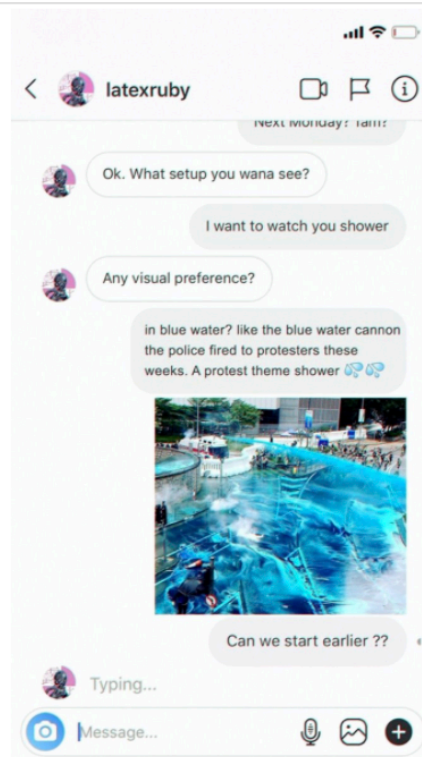 latexruby
Next Monday? 1am?
Ok. What setup you wana see?
I want to watch you shower
Any visual preference?
in blue water? like the blue water cannon
the police fired to protesters these
weeks. A protest theme shower 💦💦
Can we start earlier ??
Typing...
Message...